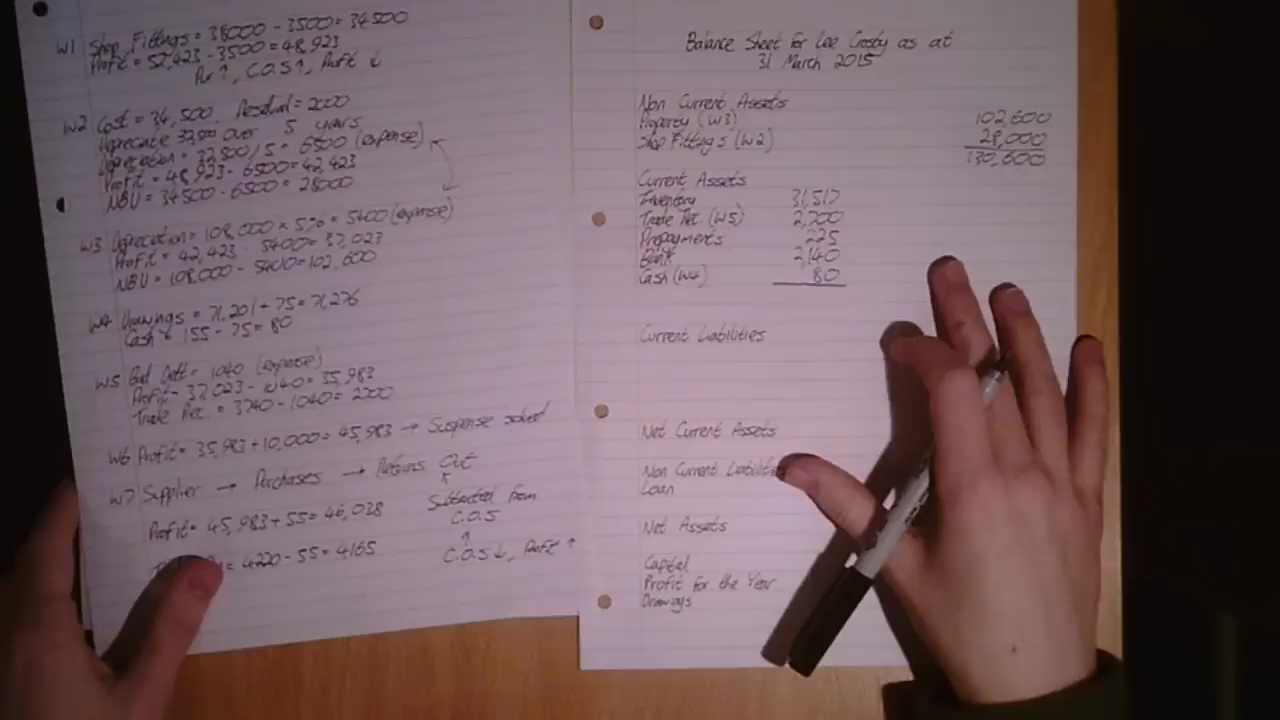 W1 Shop Fittings = 38000 - 3500 = 34500
Profit = 52,423 - 3500 = 48,923
Pur ↑, C.O.S ↑, Profit ↓
W2 Cost = 34,500 Residual = 2000
Depreciate 32,500 over 5 years
Depreciation = 32,500/5 = 6500 (expense)
Profit = 48,923 - 6500 = 42,423
NBV = 34500 - 6500 = 28000
W3 Depreciation = 108,000 x 5% = 5400 (expense)
Profit = 42,423 - 5400 = 37,023
NBV = 108,000 - 5400 = 102,600
W4 Drawings = 71,201 + 75 = 71,276
Cash = 155 - 75 = 80
W5 Bad Debt = 1040 (expense)
Profit = 37,023 - 1040 = 35,983
Trade Rec = 3740 - 1040 = 2700
W6 Profit = 35,983 + 10,000 = 45,983 → Suspense solved
W7 Supplier → Purchases → Returns Out
Subtracted from
C.O.S
Profit = 45,983 + 55 = 46,038
C.O.S ↓, Profit ↑
= 4220 - 55 = 4165
Balance Sheet for Lee Crosby as at
31 March 2015
Non Current Assets
Property (W3) 102,600
Shop Fittings (W2) 28,000
130,600
Current Assets
Inventory 31,517
Trade Rec. (W5) 2,700
Prepayments 225
Bank 2,140
Cash (W4) 80
Current Liabilities
Net Current Assets
Non Current Liabilities
Loan
Net Assets
Capital
Profit for the Year
Drawings